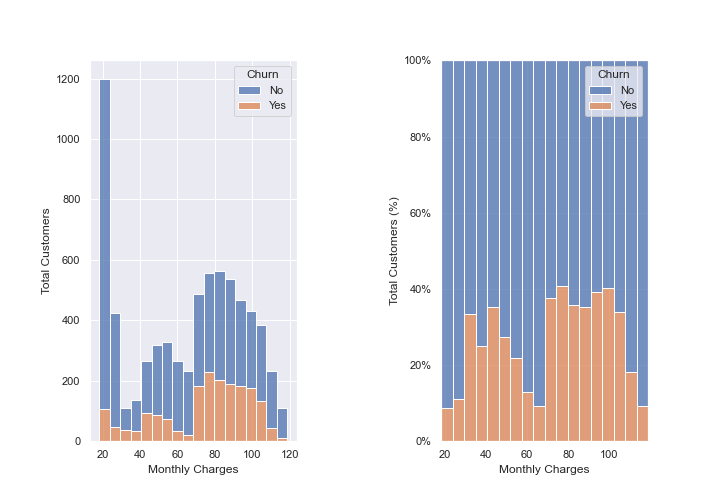 1200
1000
800
600
400
200
0
Total Customers
20 40 60 80 100 120
Monthly Charges
Churn
No
Yes
100%
80%
60%
40%
20%
0%
Total Customers (%)
20 40 60 80 100
Monthly Charges
Churn
No
Yes